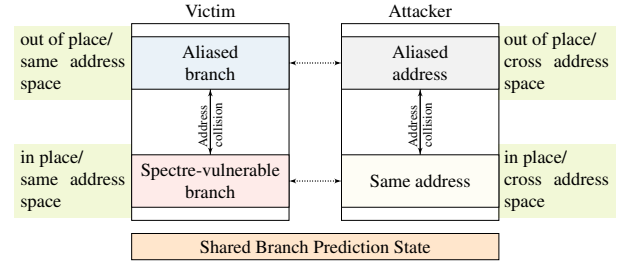 Victim
Attacker
out of place/
same address
space
Aliased
branch
Aliased
address
out of place/
cross address
space
Address
collision
Address
collision
in place/
same address
space
Spectre-vulnerable
branch
Same address
in place/
cross address
space
Shared Branch Prediction State